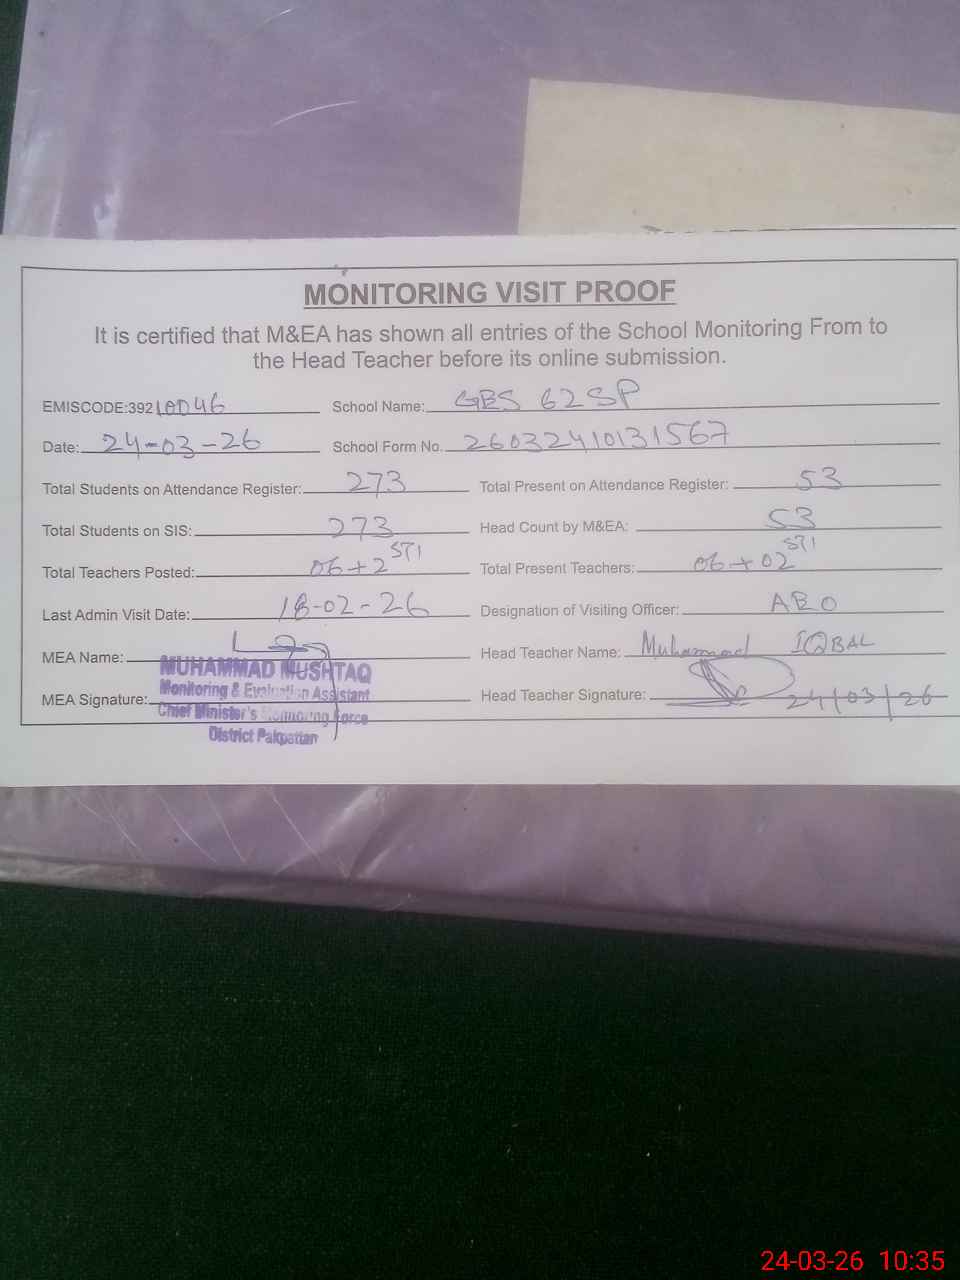 MONITORING VISIT PROOF
It is certified that M&EA has shown all entries of the School Monitoring From to
the Head Teacher before its online submission.
EMISCODE:39210046 School Name: GBS 62 SP
Date: 24-03-26 School Form No. 26032410131567
Total Students on Attendance Register: 273 Total Present on Attendance Register: 53
Total Students on SIS: 273 Head Count by M&EA: 53
Total Teachers Posted: 06+2 STI Total Present Teachers: 06+02 STI
Last Admin Visit Date: 18-02-26 Designation of Visiting Officer: AEO
MEA Name: Head Teacher Name: Muhammad IQBAL
MUHAMMAD MUSHTAQ
Monitoring & Evaluation Assistant
MEA Signature: Head Teacher Signature: 24/03/26
Chief Minister's Monitoring Force
District Pakpattan
24-03-26 10:35